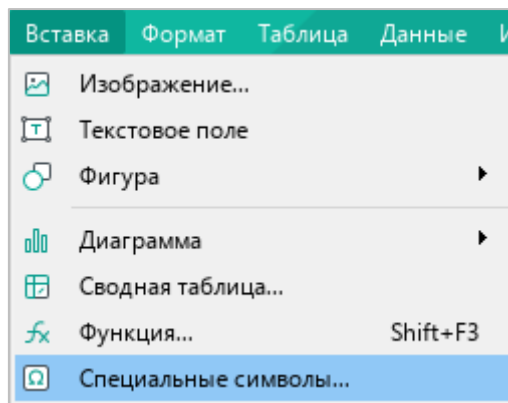 Вставка Формат Таблица Данные
Изображение...
Текстовое поле
Фигура
Диаграмма
Сводная таблица...
Функция... Shift+F3
Специальные символы...